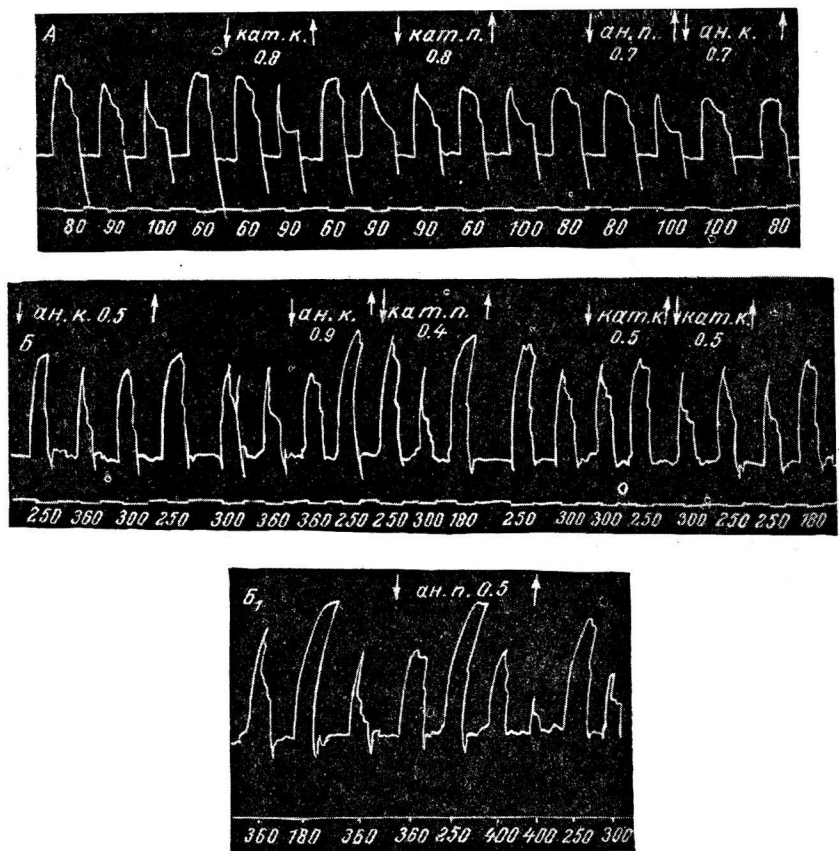 А
кат. к. кат. п. ан. п. ан. к.
0.8 0.8 0.7 0.7
80 90 100 60 60 90 60 90 90 60 100 80 80 100 100 80
ан. к. 0.5 ан. к. кат. п. кат. к. кат. к.
0.9 0.4 0.5 0.5
Б
250 360 300 250 300 360 360 250 250 300 180 250 300 300 250 300 250 250 180
Б₁ ан. п. 0.5
360 180 360 360 250 400 400 250 300